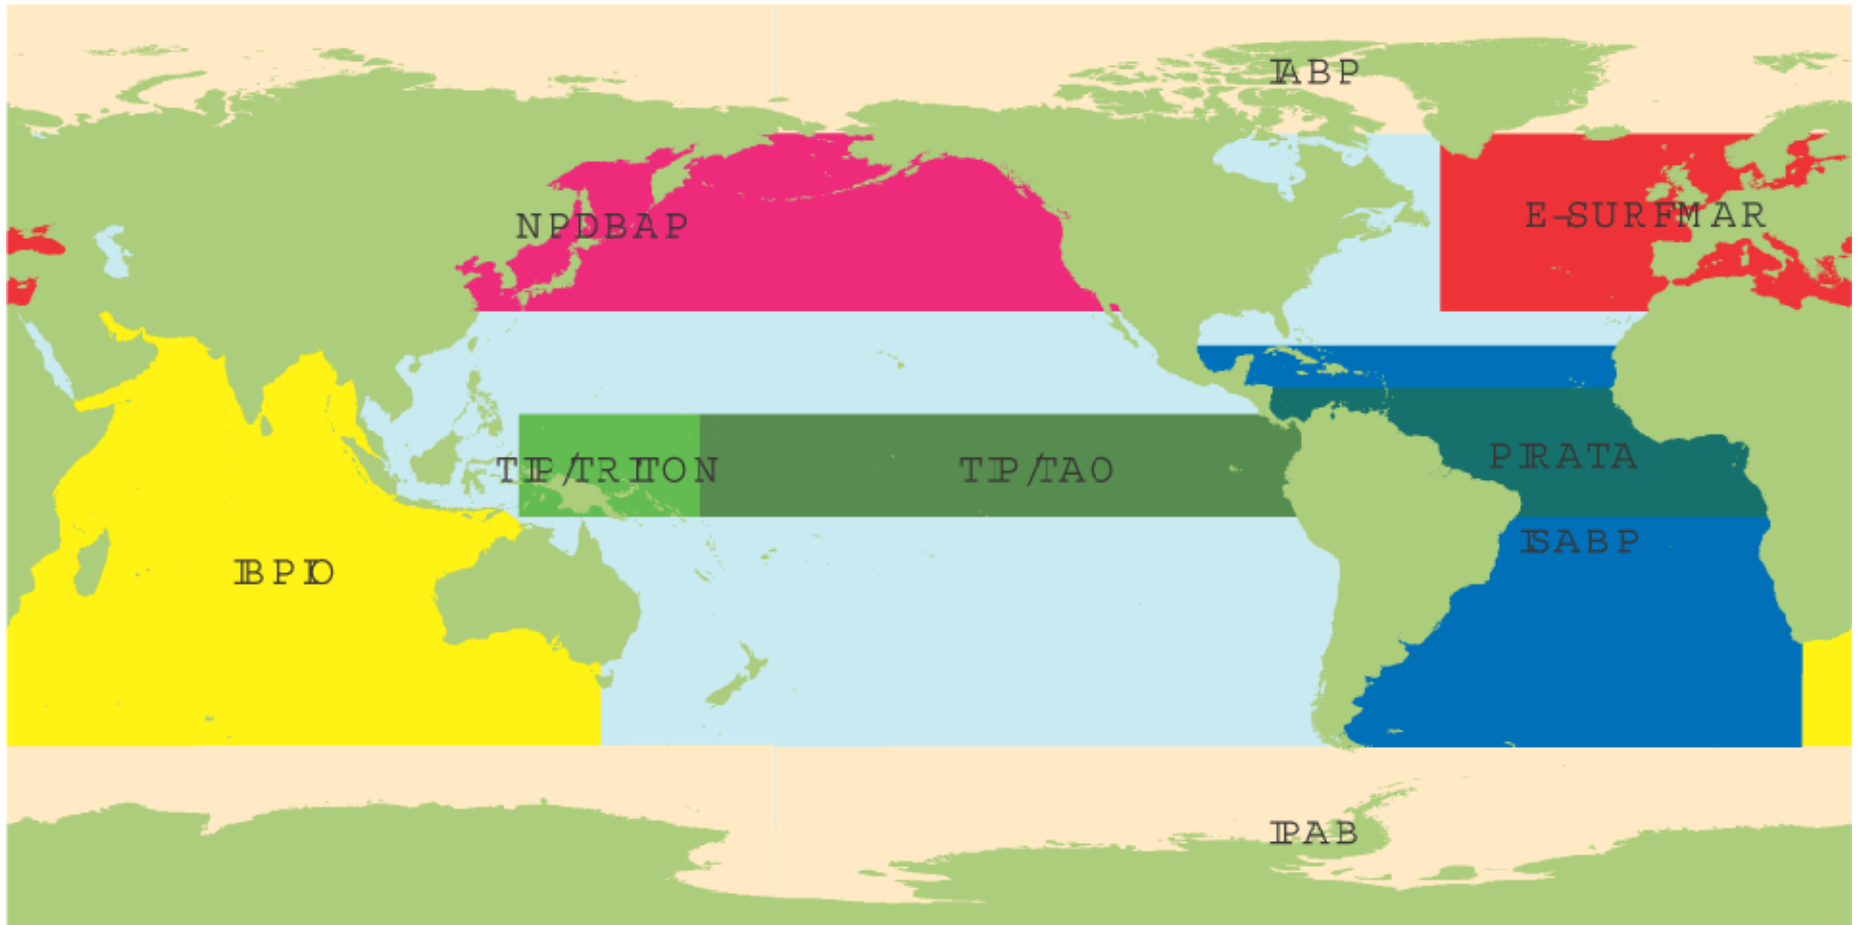 IABP
E-SURFMAR
NPDBAP
PIRATA
TIP/TRITON
TIP/TAO
ISABP
IBPIO
IPAB